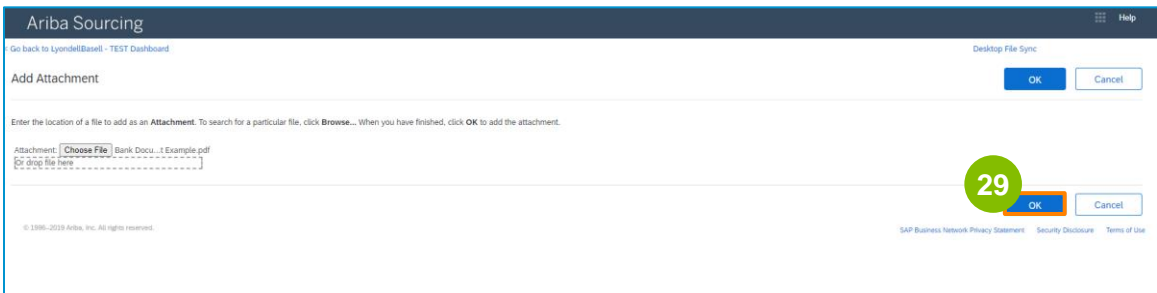 Ariba Sourcing
Help
Go back to LyondellBasell - TEST Dashboard
Desktop File Sync
Add Attachment
OK
Cancel
Enter the location of a file to add as an Attachment. To search for a particular file, click Browse... When you have finished, click OK to add the attachment.
Attachment: Choose File Bank Docu...t Example.pdf
Or drop file here
29
OK
Cancel
© 1996–2019 Ariba, Inc. All rights reserved.
SAP Business Network Privacy Statement Security Disclosure Terms of Use